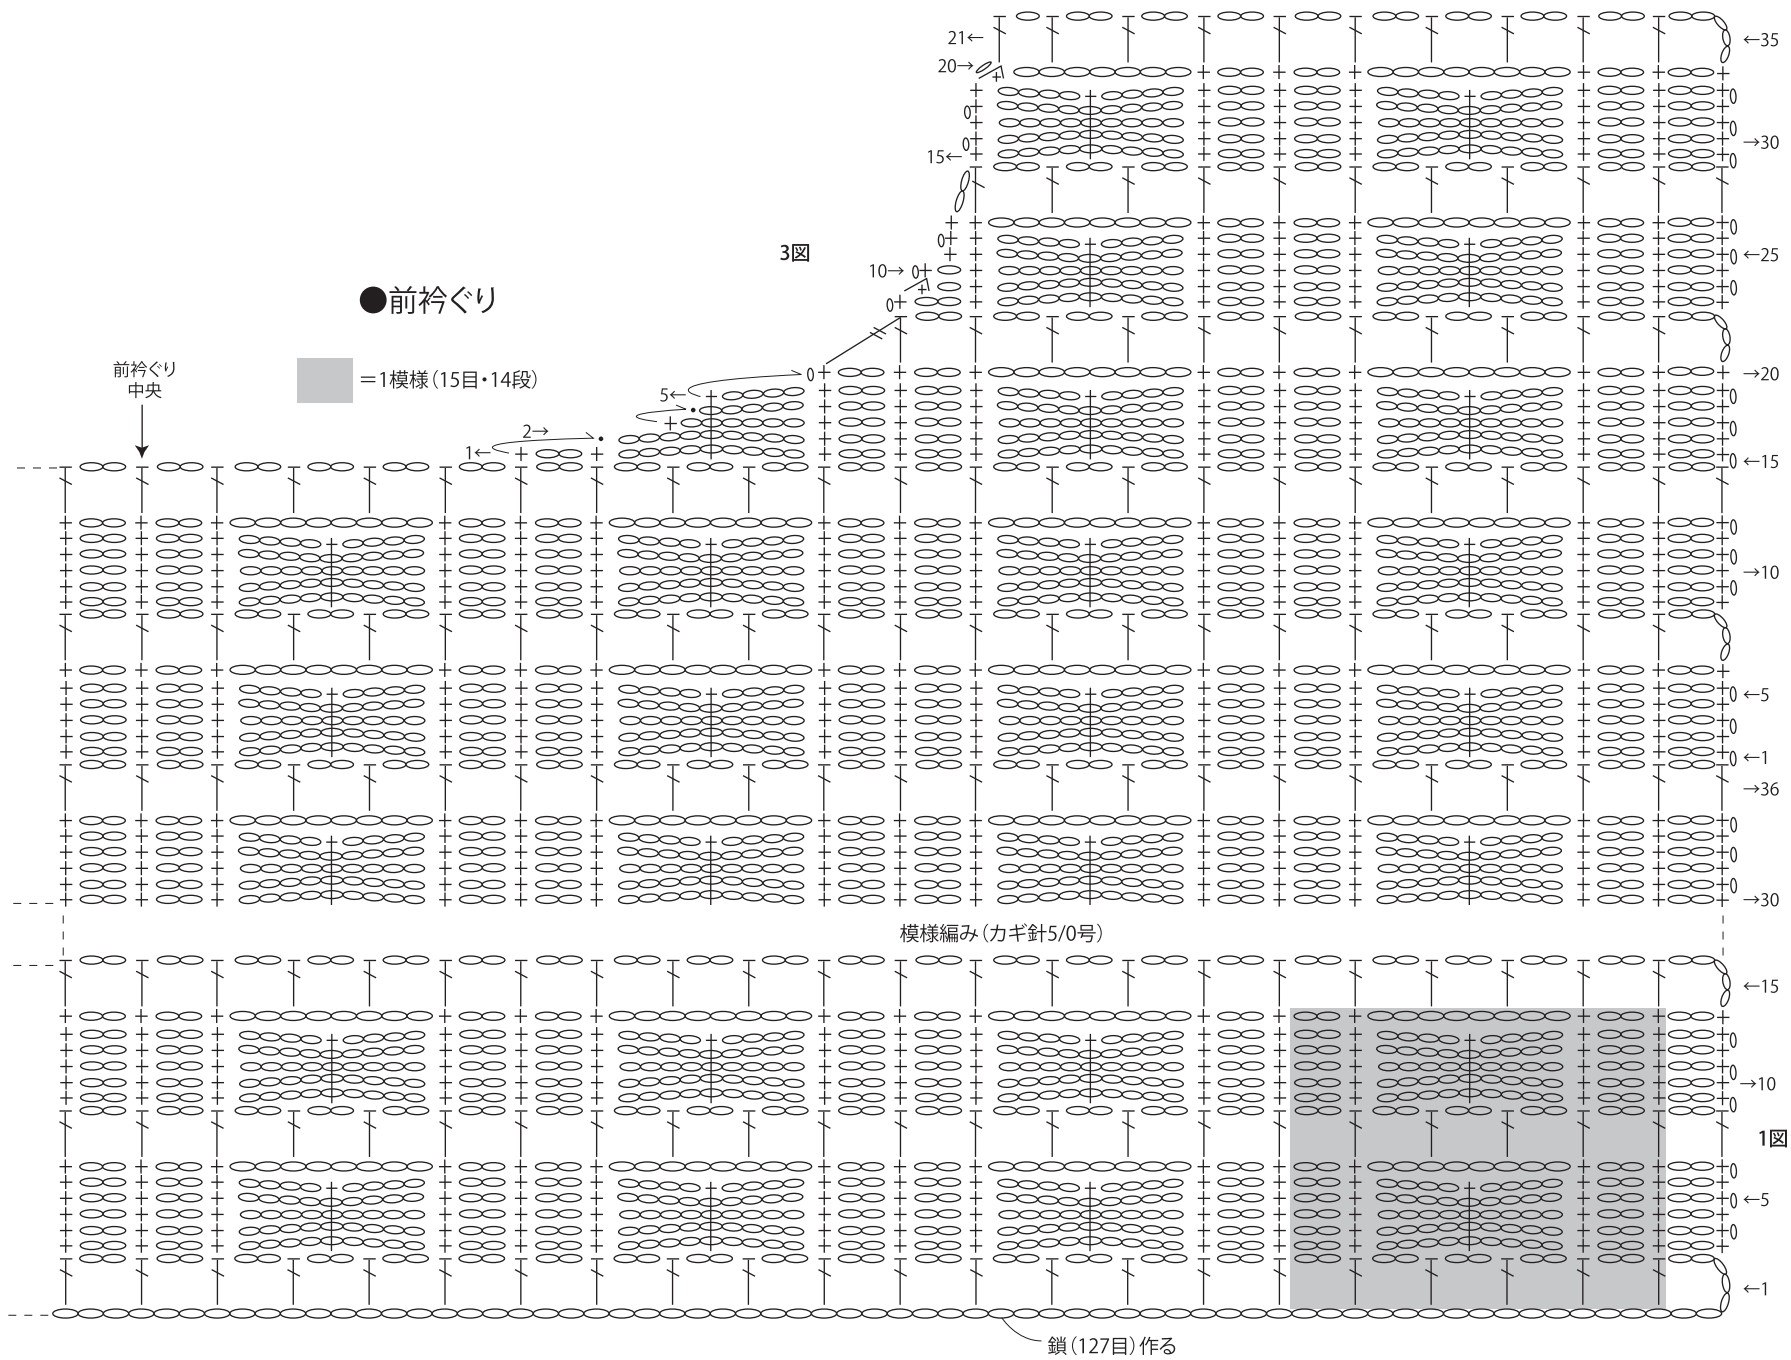 21←
←35
20→
→30
15←
3図
←25
10→
●前衿ぐり
前衿ぐり
中央
=1模様(15目・14段)
→20
5←
2→
1←
←15
→10
←5
←1
→36
→30
模様編み(カギ針5/0号)
←15
→10
1図
←5
←1
鎖(127目)作る